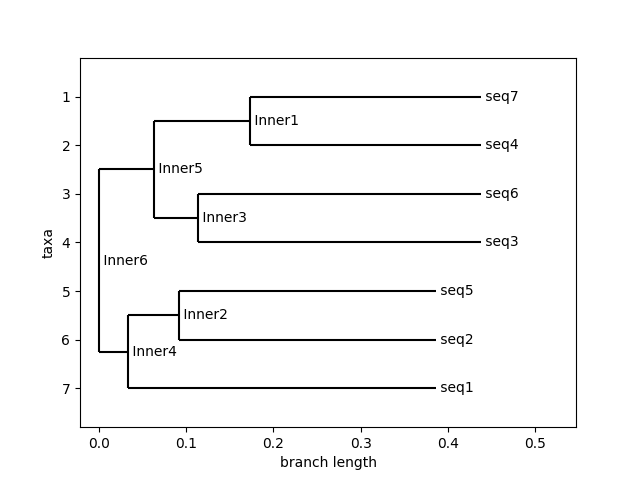 1
seq7
Inner1
2
seq4
Inner5
3
seq6
Inner3
4
seq3
taxa
Inner6
5
seq5
Inner2
6
seq2
Inner4
7
seq1
0.0 0.1 0.2 0.3 0.4 0.5
branch length